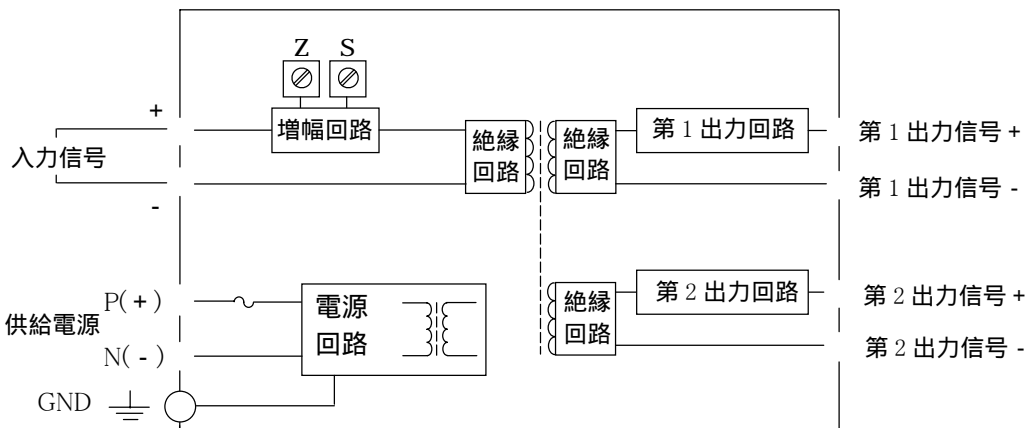 Z S
+
増幅回路
入力信号
-
絶縁
回路
絶縁
回路
第1出力回路
第1出力信号+
第1出力信号-
P(+)
供給電源
N(-)
GND
電源
回路
絶縁
回路
第2出力回路
第2出力信号+
第2出力信号-